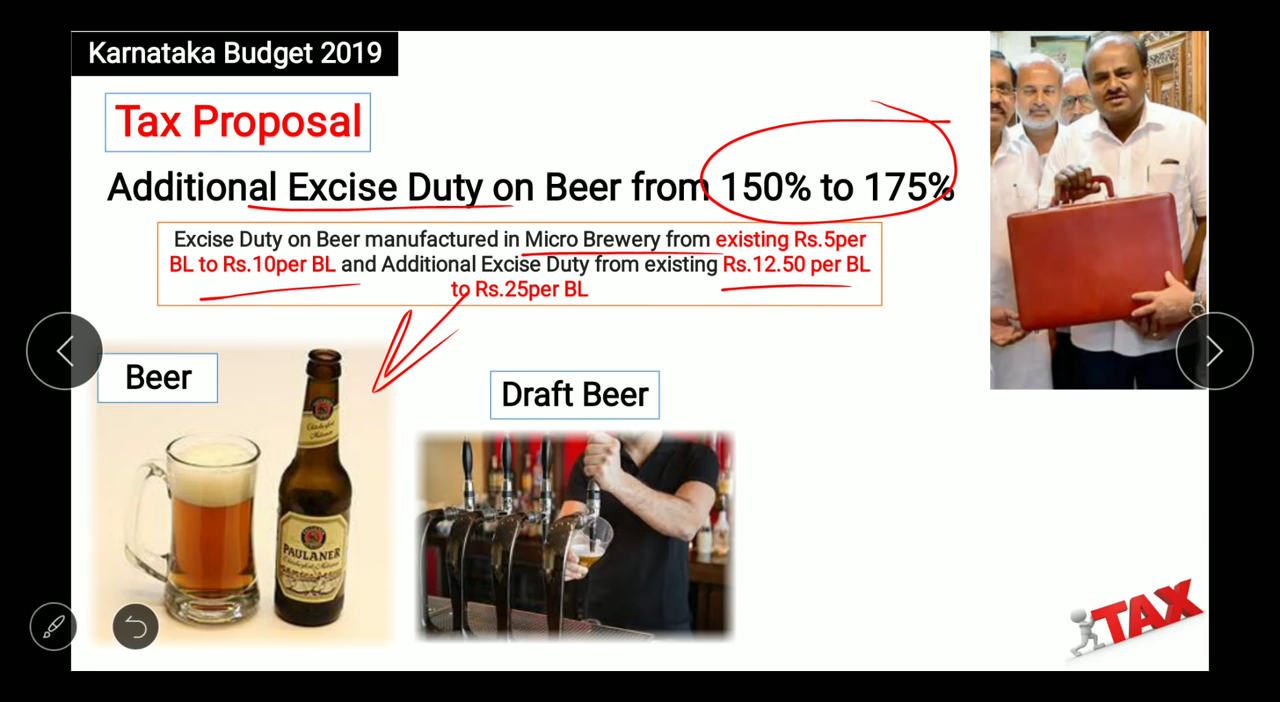 Karnataka Budget 2019
Tax Proposal
Additional Excise Duty on Beer from 150% to 175%
Excise Duty on Beer manufactured in Micro Brewery from existing Rs.5per
BL to Rs.10per BL and Additional Excise Duty from existing Rs.12.50 per BL
to Rs.25per BL
Beer
Draft Beer
PAULANER
TAX